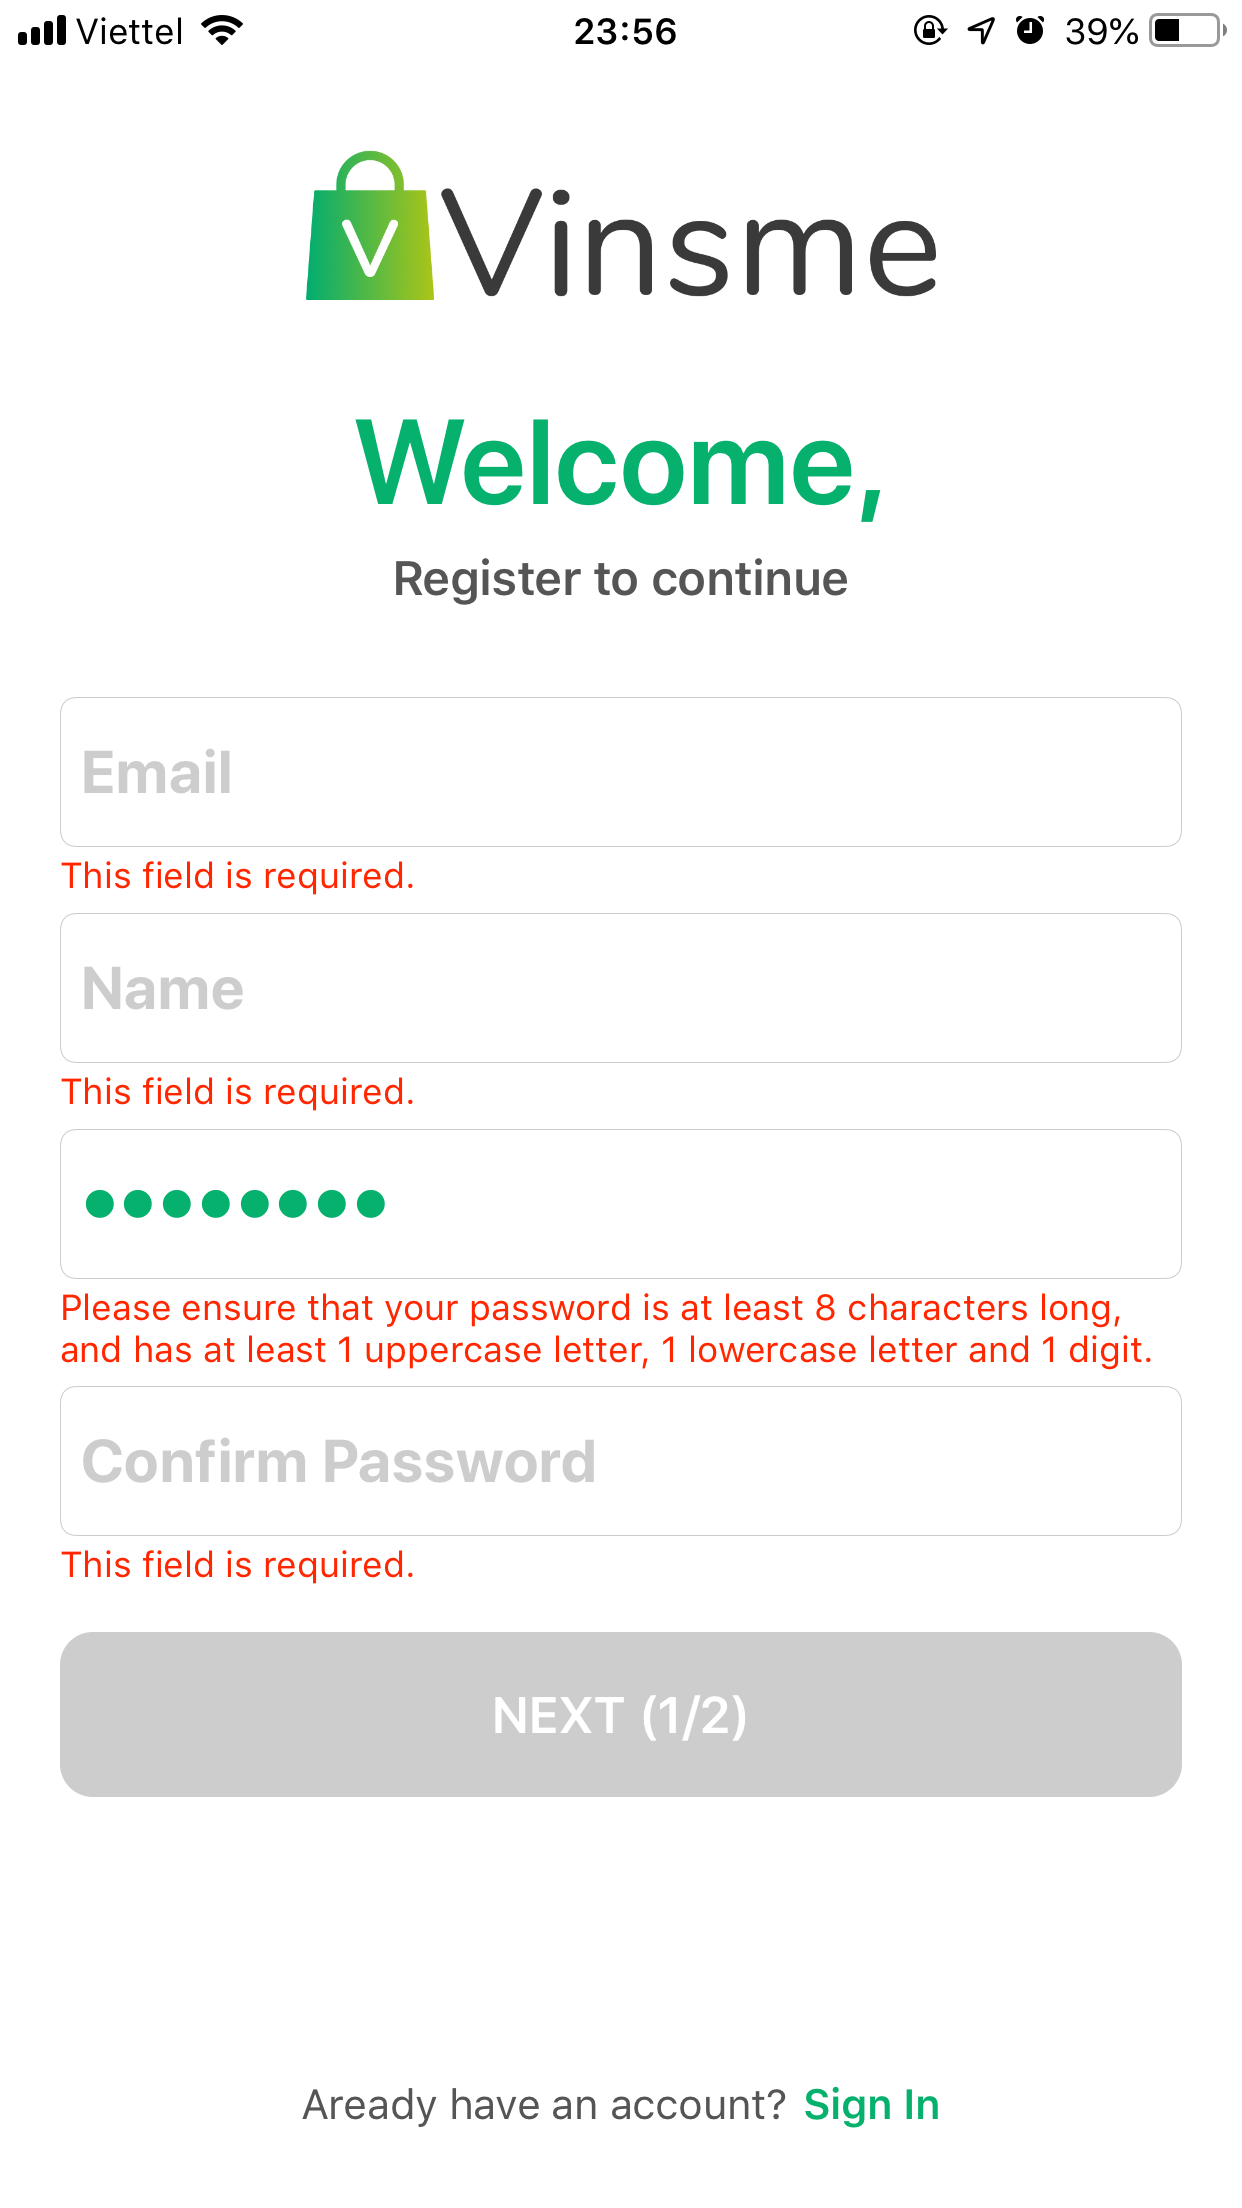 Viettel 23:56 39%
V Vinsme
Welcome,
Register to continue
Email
This field is required.
Name
This field is required.
●●●●●●●●
Please ensure that your password is at least 8 characters long,
and has at least 1 uppercase letter, 1 lowercase letter and 1 digit.
Confirm Password
This field is required.
NEXT (1/2)
Aready have an account? Sign In